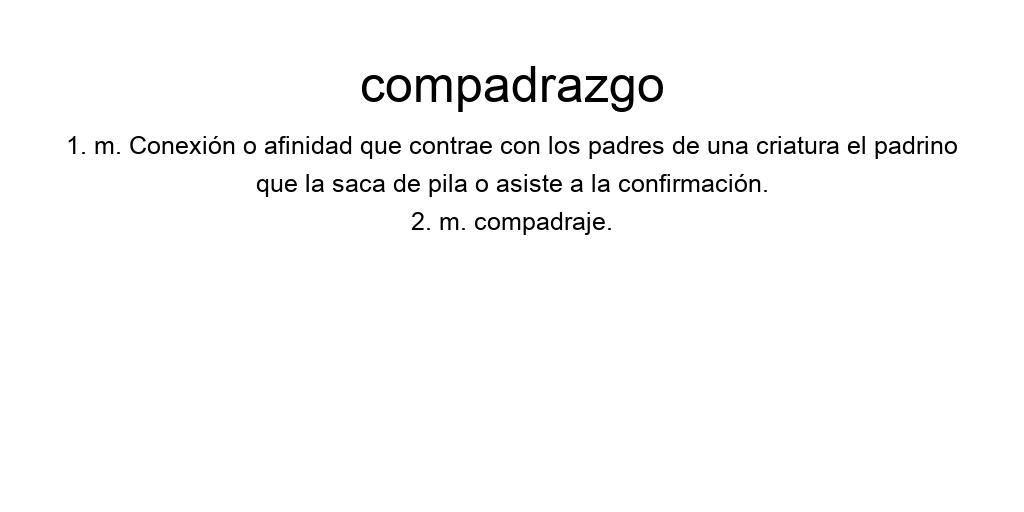 compadrazgo
1. m. Conexión o afinidad que contrae con los padres de una criatura el padrino
que la saca de pila o asiste a la confirmación.
2. m. compadraje.